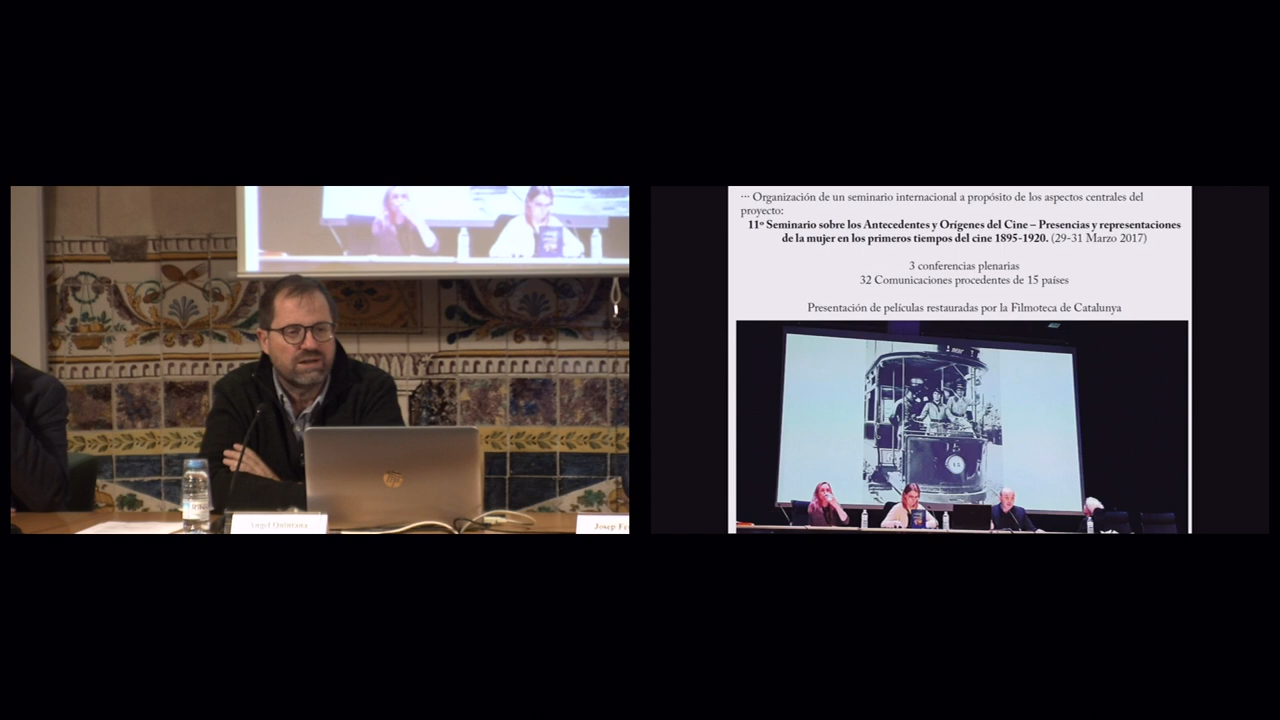 Àngel Quintana
Josep Fe
hp
··· Organización de un seminario internacional a propósito de los aspectos centrales del
proyecto:
11º Seminario sobre los Antecedentes y Orígenes del Cine – Presencias y representaciones
de la mujer en los primeros tiempos del cine 1895-1920. (29-31 Marzo 2017)
3 conferencias plenarias
32 Comunicaciones procedentes de 15 países
Presentación de películas restauradas por la Filmoteca de Catalunya